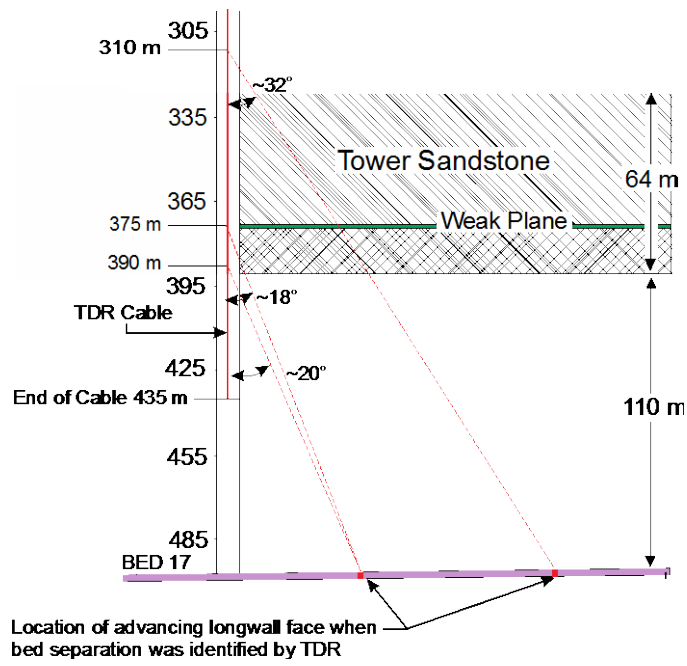 305
310 m
~32°
335
Tower Sandstone
64 m
365
Weak Plane
375 m
390 m
395
~18°
TDR Cable
425
~20°
End of Cable 435 m
110 m
455
485
BED 17
Location of advancing longwall face when
bed separation was identified by TDR